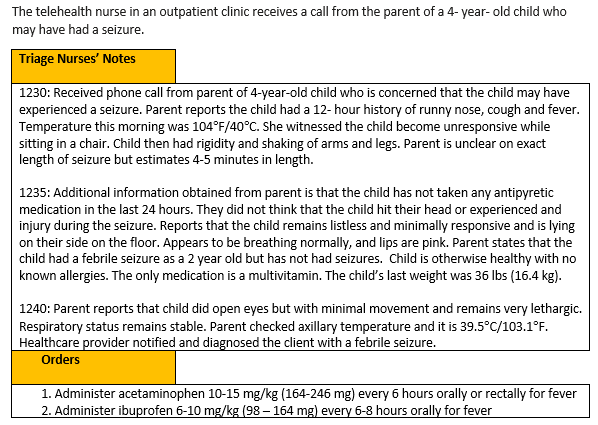 The telehealth nurse in an outpatient clinic receives a call from the parent of a 4- year- old child who
may have had a seizure.
Triage Nurses' Notes
1230: Received phone call from parent of 4-year-old child who is concerned that the child may have
experienced a seizure. Parent reports the child had a 12- hour history of runny nose, cough and fever.
Temperature this morning was 104°F/40°C. She witnessed the child become unresponsive while
sitting in a chair. Child then had rigidity and shaking of arms and legs. Parent is unclear on exact
length of seizure but estimates 4-5 minutes in length.
1235: Additional information obtained from parent is that the child has not taken any antipyretic
medication in the last 24 hours. They did not think that the child hit their head or experienced and
injury during the seizure. Reports that the child remains listless and minimally responsive and is lying
on their side on the floor. Appears to be breathing normally, and lips are pink. Parent states that the
child had a febrile seizure as a 2 year old but has not had seizures. Child is otherwise healthy with no
known allergies. The only medication is a multivitamin. The child's last weight was 36 lbs (16.4 kg).
1240: Parent reports that child did open eyes but with minimal movement and remains very lethargic.
Respiratory status remains stable. Parent checked axillary temperature and it is 39.5°C/103.1°F.
Healthcare provider notified and diagnosed the client with a febrile seizure.
Orders
1. Administer acetaminophen 10-15 mg/kg (164-246 mg) every 6 hours orally or rectally for fever
2. Administer ibuprofen 6-10 mg/kg (98 – 164 mg) every 6-8 hours orally for fever